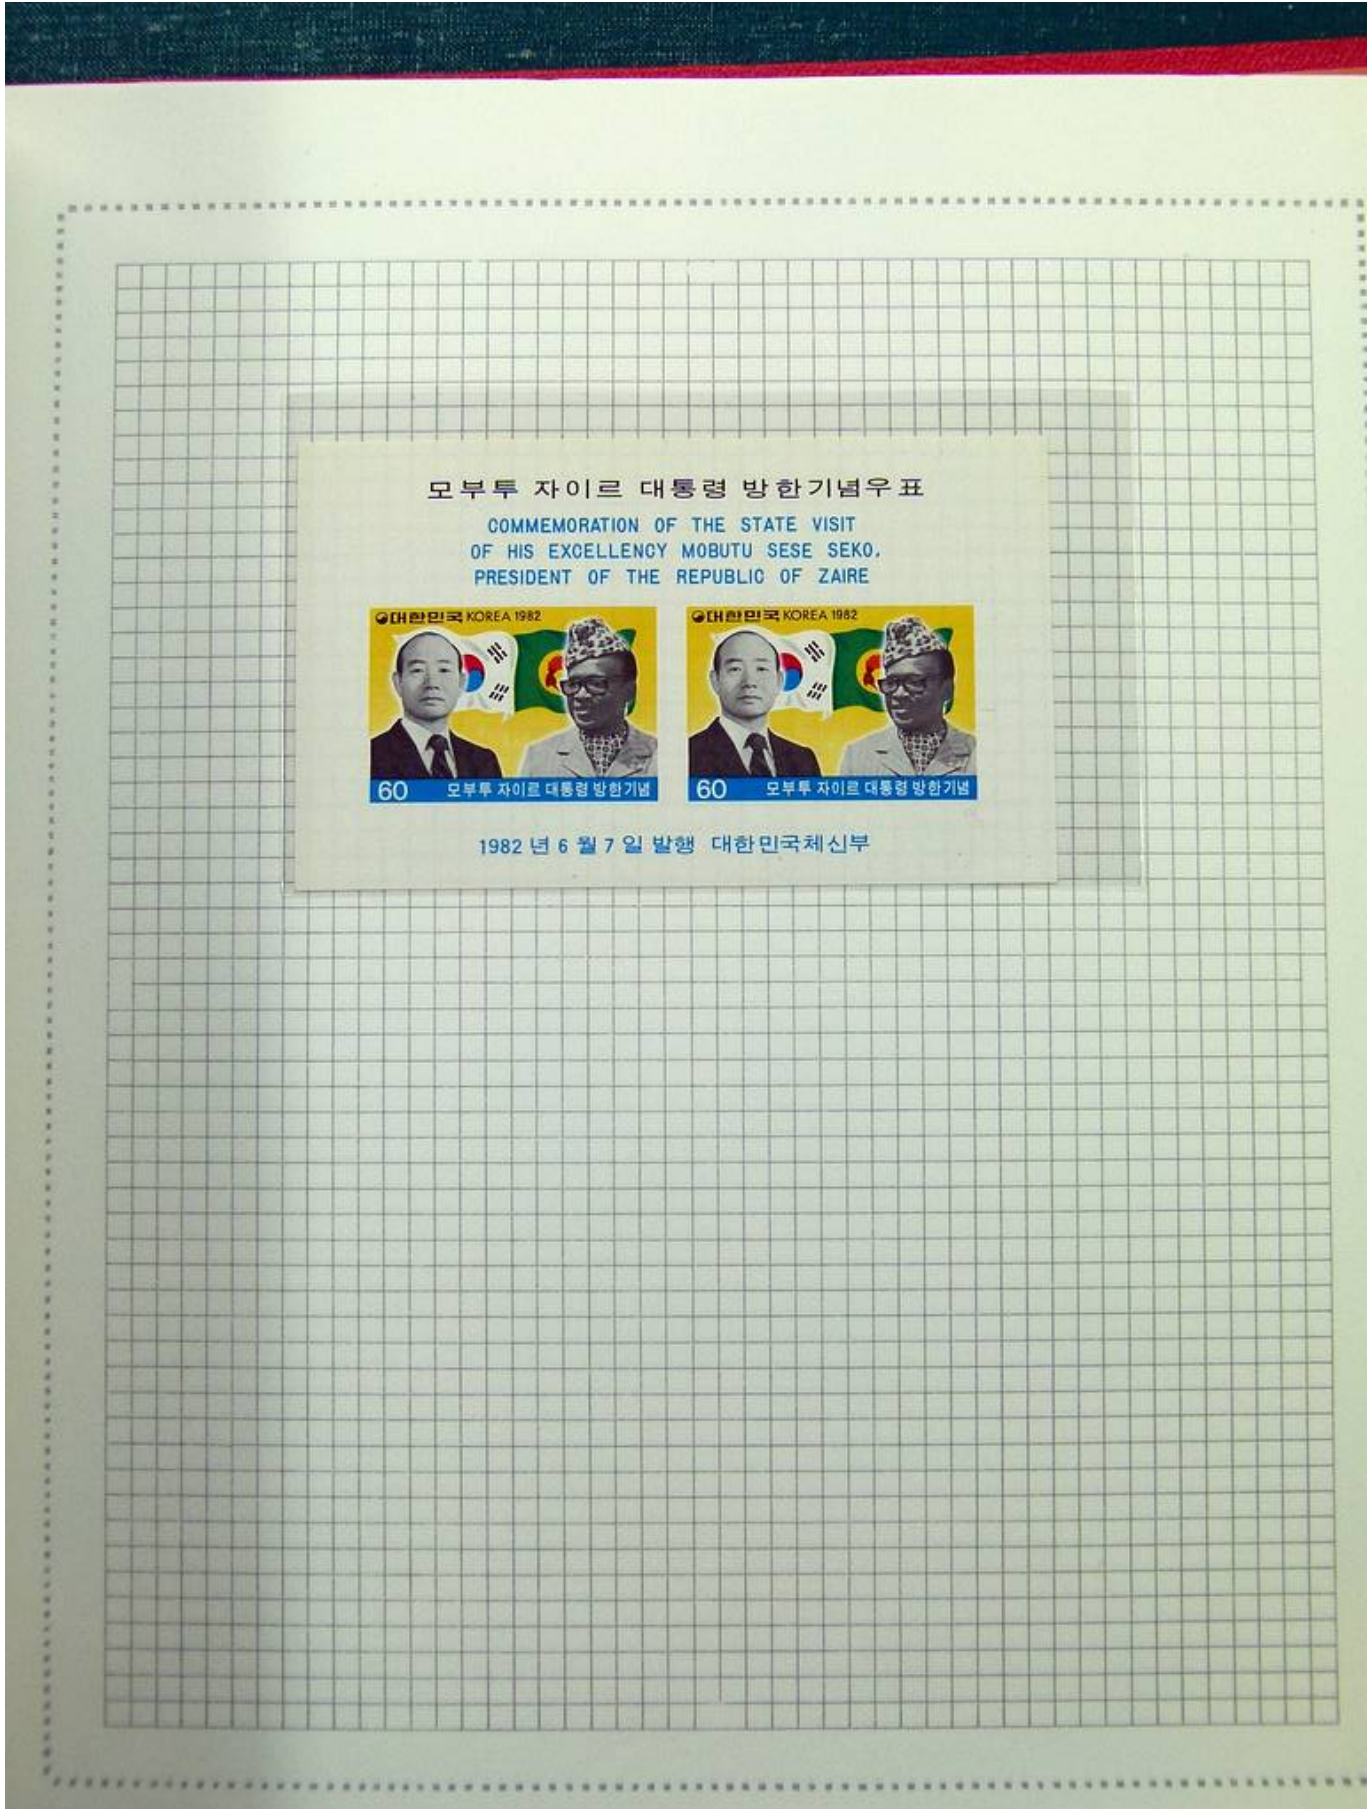 모부투 자이르 대통령 방한기념우표
COMMEMORATION OF THE STATE VISIT
OF HIS EXCELLENCY MOBUTU SESE SEKO,
PRESIDENT OF THE REPUBLIC OF ZAIRE
대한민국 KOREA 1982
60 모부투 자이르 대통령 방한기념
대한민국 KOREA 1982
60 모부투 자이르 대통령 방한기념
1982년 6월 7일 발행 대한민국체신부